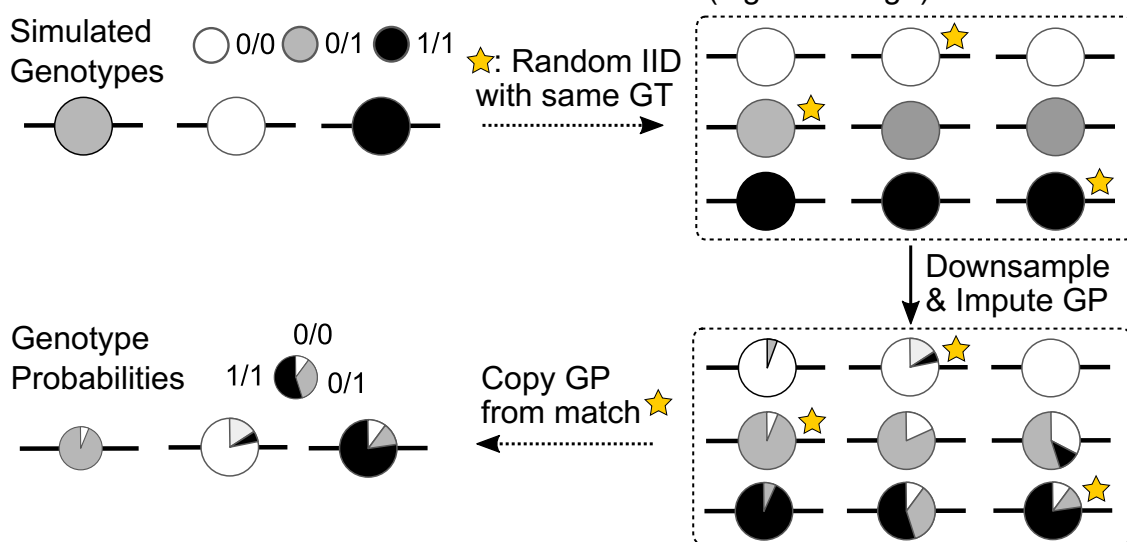 Simulated
Genotypes
0/0 0/1 1/1
: Random IID
with same GT
Downsample
& Impute GP
Genotype
Probabilities
0/0
1/1
0/1
Copy GP
from match